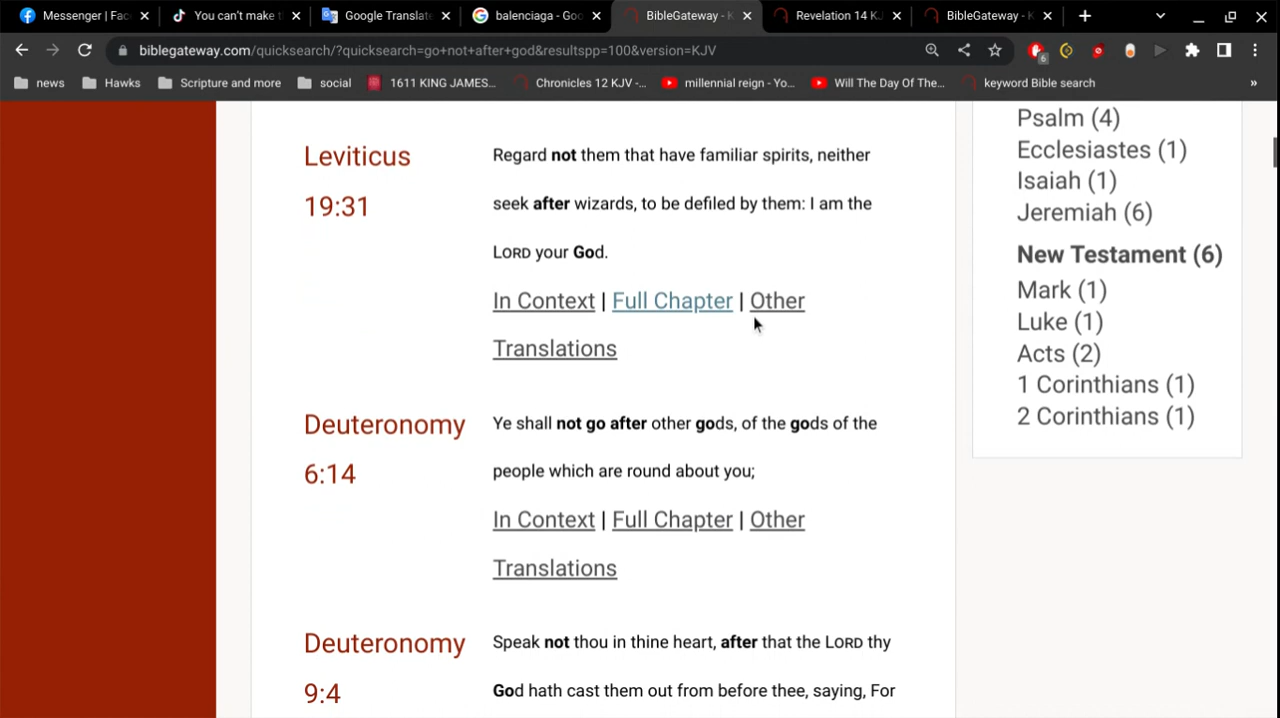 Messenger | Fac
You can't make t
Google Translate
balenciaga - Goo
BibleGateway - K
Revelation 14 KJ
BibleGateway - K
biblegateway.com/quicksearch/?quicksearch=go+not+after+god&resultspp=100&version=KJV
6
news
Hawks
Scripture and more
social
1611 KING JAMES...
Chronicles 12 KJV -...
millennial reign - Yo...
Will The Day Of The...
keyword Bible search
»
Leviticus
19:31
Regard not them that have familiar spirits, neither
seek after wizards, to be defiled by them: I am the
LORD your God.
In Context | Full Chapter | Other
Translations
Deuteronomy
6:14
Ye shall not go after other gods, of the gods of the
people which are round about you;
In Context | Full Chapter | Other
Translations
Deuteronomy
9:4
Speak not thou in thine heart, after that the LORD thy
God hath cast them out from before thee, saying, For
Psalm (4)
Ecclesiastes (1)
Isaiah (1)
Jeremiah (6)
New Testament (6)
Mark (1)
Luke (1)
Acts (2)
1 Corinthians (1)
2 Corinthians (1)